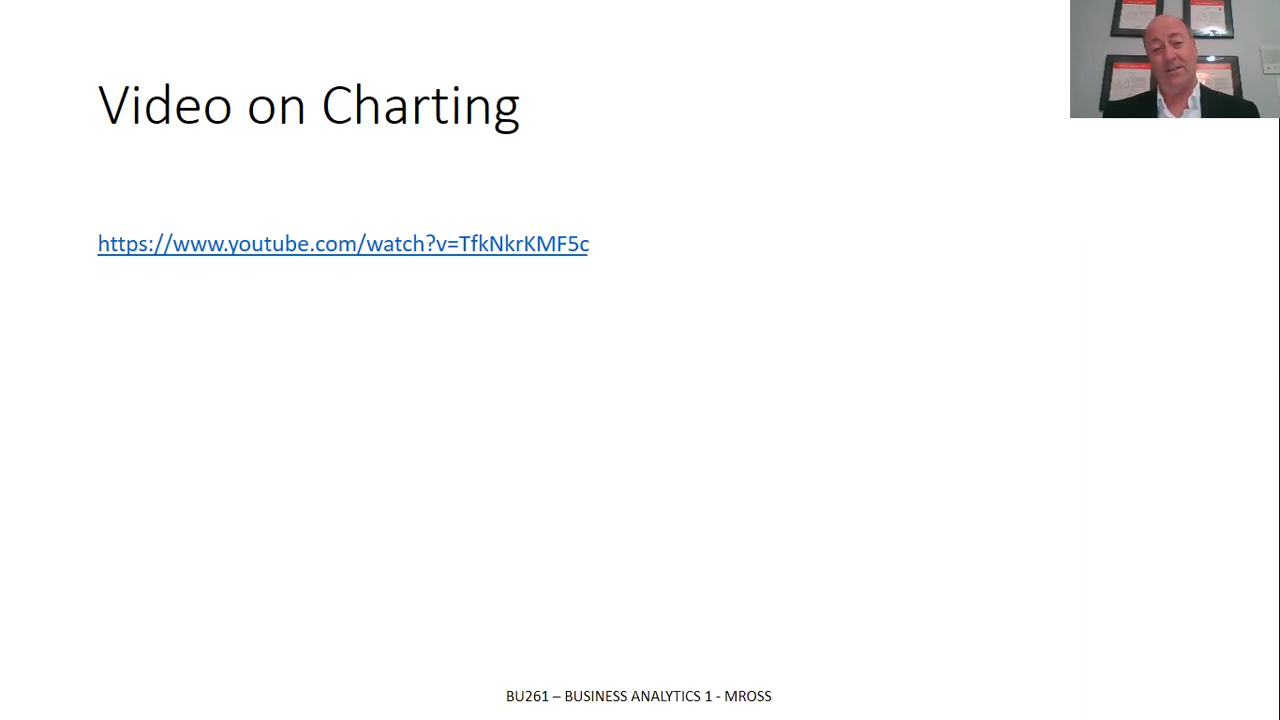 Video on Charting
https://www.youtube.com/watch?v=TfkNkrKMF5c
BU261 – BUSINESS ANALYTICS 1 - MROSS